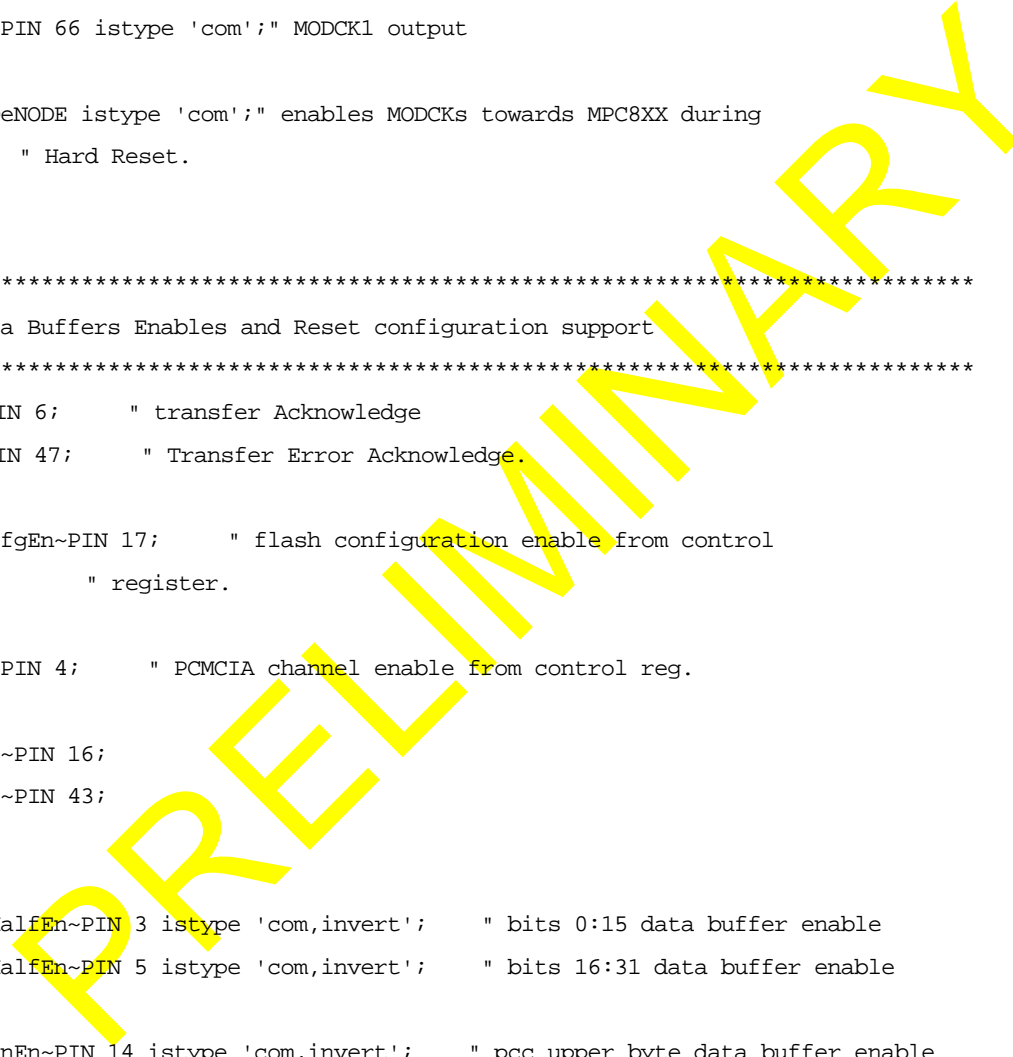 PIN 66 istype 'com';" MODCK1 output
eNODE istype 'com';" enables MODCKs towards MPC8XX during
" Hard Reset.
************************************************************************
a Buffers Enables and Reset configuration support
************************************************************************
IN 6; " transfer Acknowledge
IN 47; " Transfer Error Acknowledge.
fgEn~PIN 17; " flash configuration enable from control
" register.
PIN 4; " PCMCIA channel enable from control reg.
~PIN 16;
~PIN 43;
alfEn~PIN 3 istype 'com,invert'; " bits 0:15 data buffer enable
alfEn~PIN 5 istype 'com,invert'; " bits 16:31 data buffer enable
nEn~PIN 14 istype 'com,invert'; " pcc upper byte data buffer enable
PRELIMINARY